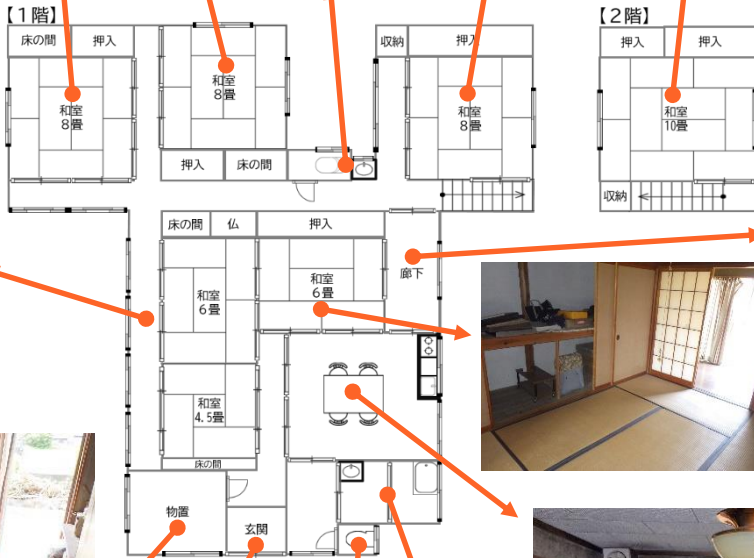 【1階】
床の間 押入
和室
8畳
和室
8畳
収納 押入
和室
8畳
押入 床の間
床の間 仏 押入
和室
6畳
和室
6畳
廊下
和室
4.5畳
床の間
物置
玄関
【2階】
押入 押入
和室
10畳
収納